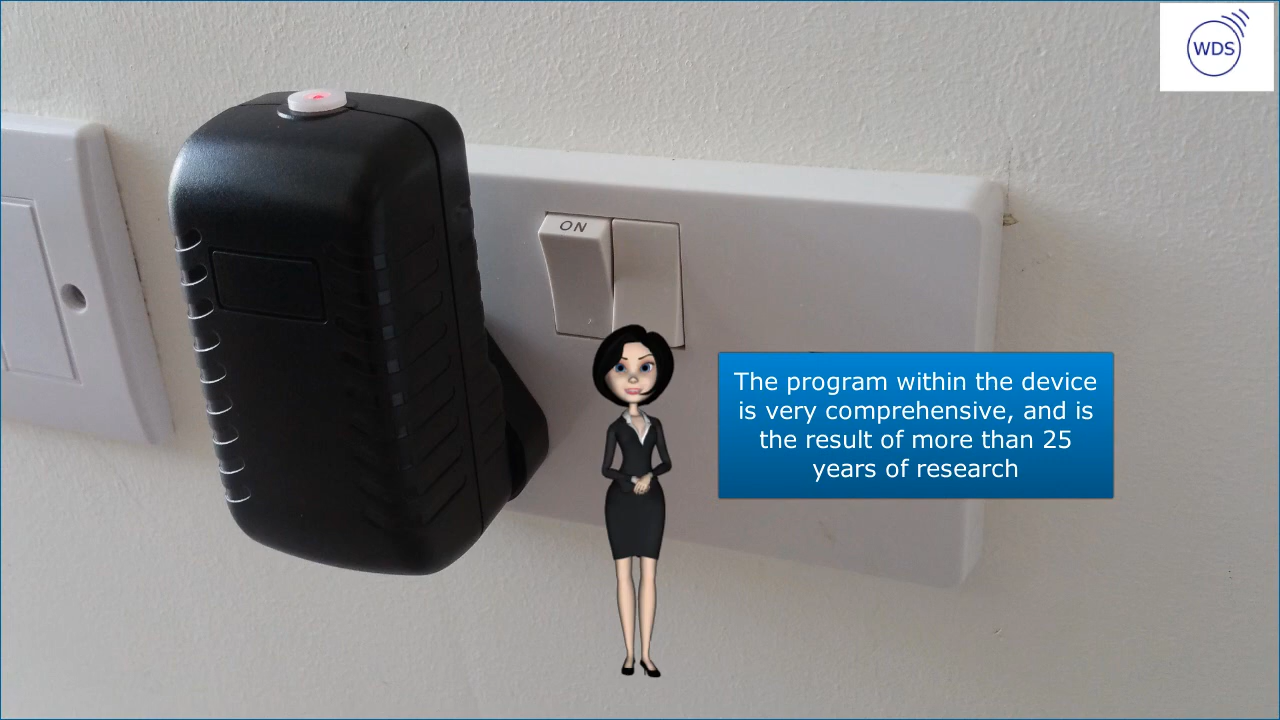 WDS
ON
The program within the device
is very comprehensive, and is
the result of more than 25
years of research